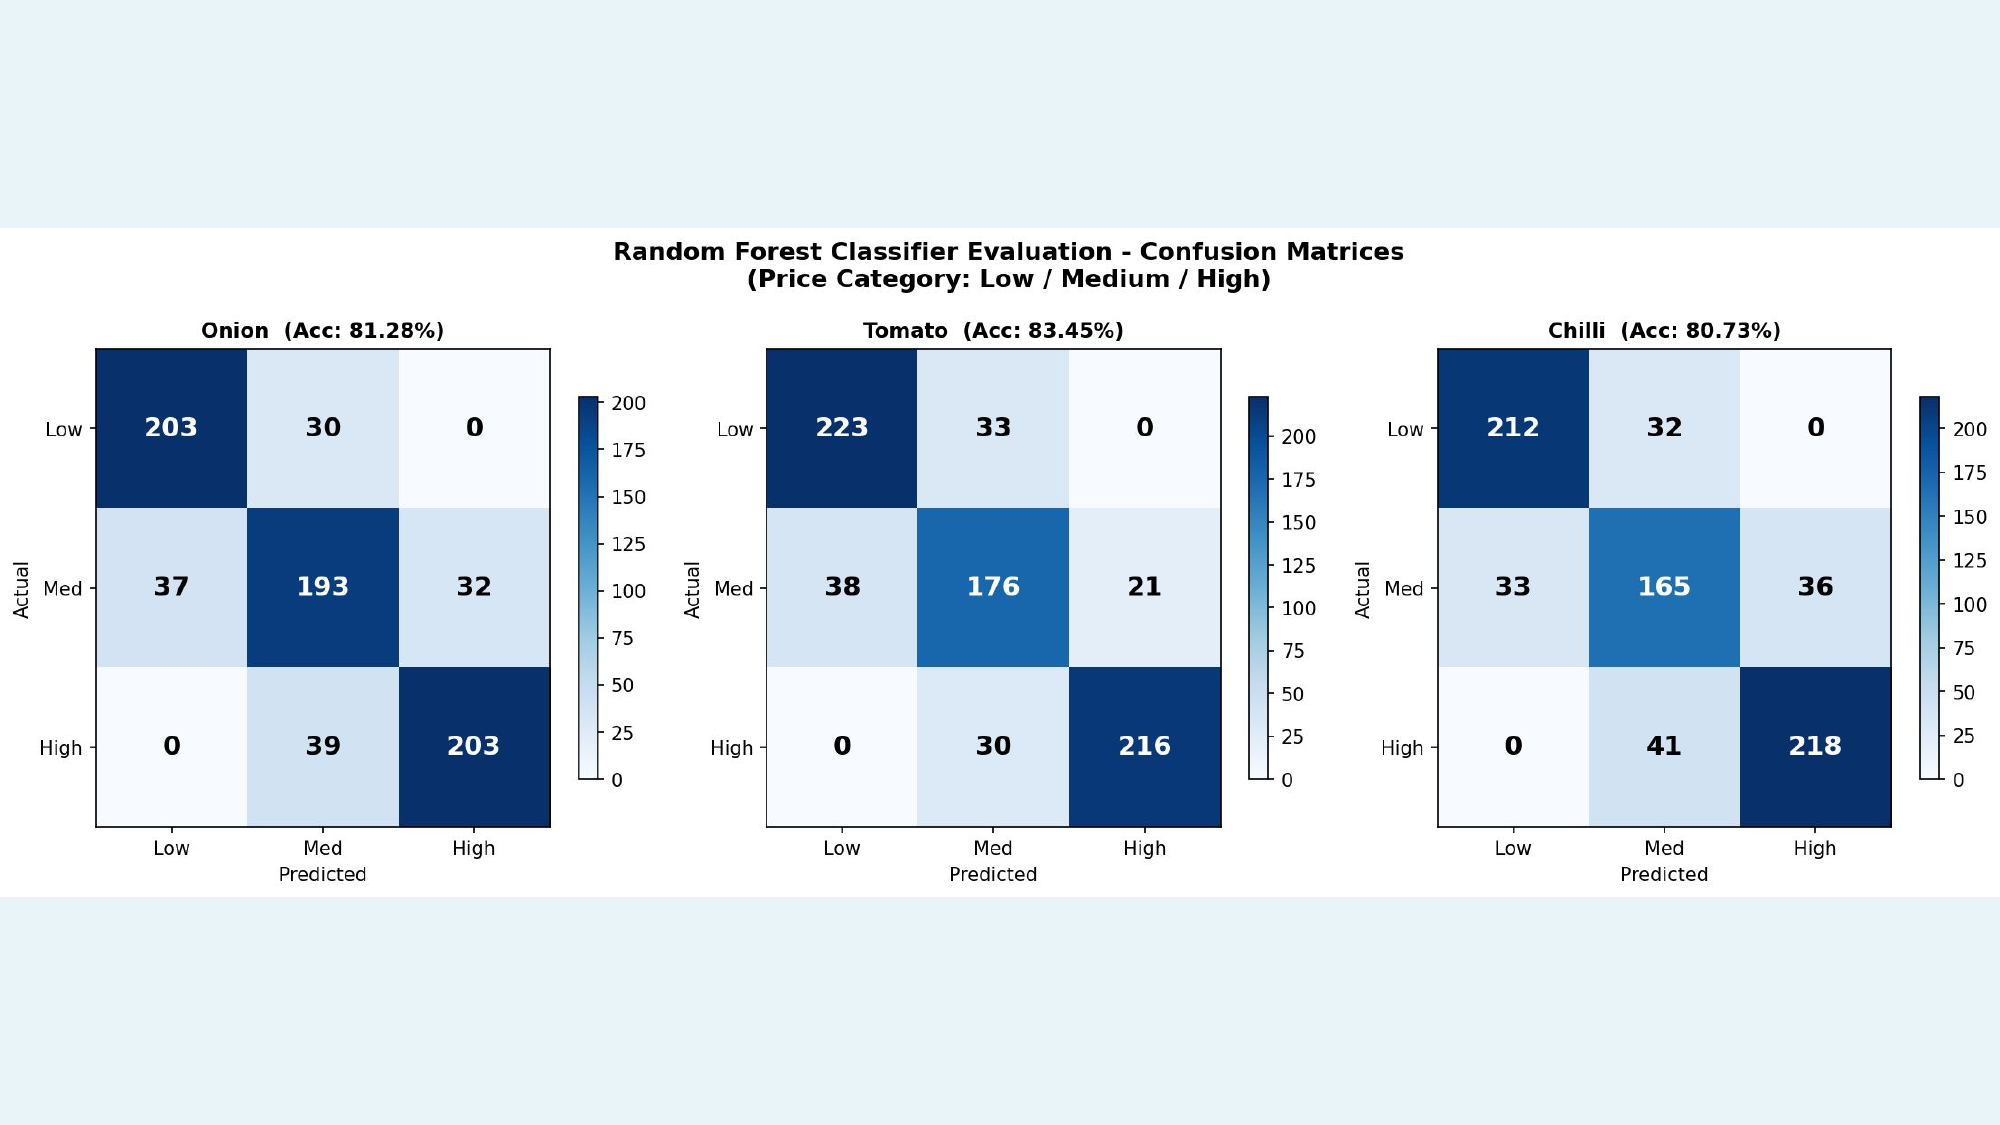 Random Forest Classifier Evaluation - Confusion Matrices
(Price Category: Low / Medium / High)
Onion  (Acc: 81.28%)
Actual
Low 203 30 0
Med 37 193 32
High 0 39 203
Low Med High
Predicted
200
175
150
125
100
75
50
25
0
Tomato  (Acc: 83.45%)
Actual
Low 223 33 0
Med 38 176 21
High 0 30 216
Low Med High
Predicted
200
175
150
125
100
75
50
25
0
Chilli  (Acc: 80.73%)
Actual
Low 212 32 0
Med 33 165 36
High 0 41 218
Low Med High
Predicted
200
175
150
125
100
75
50
25
0